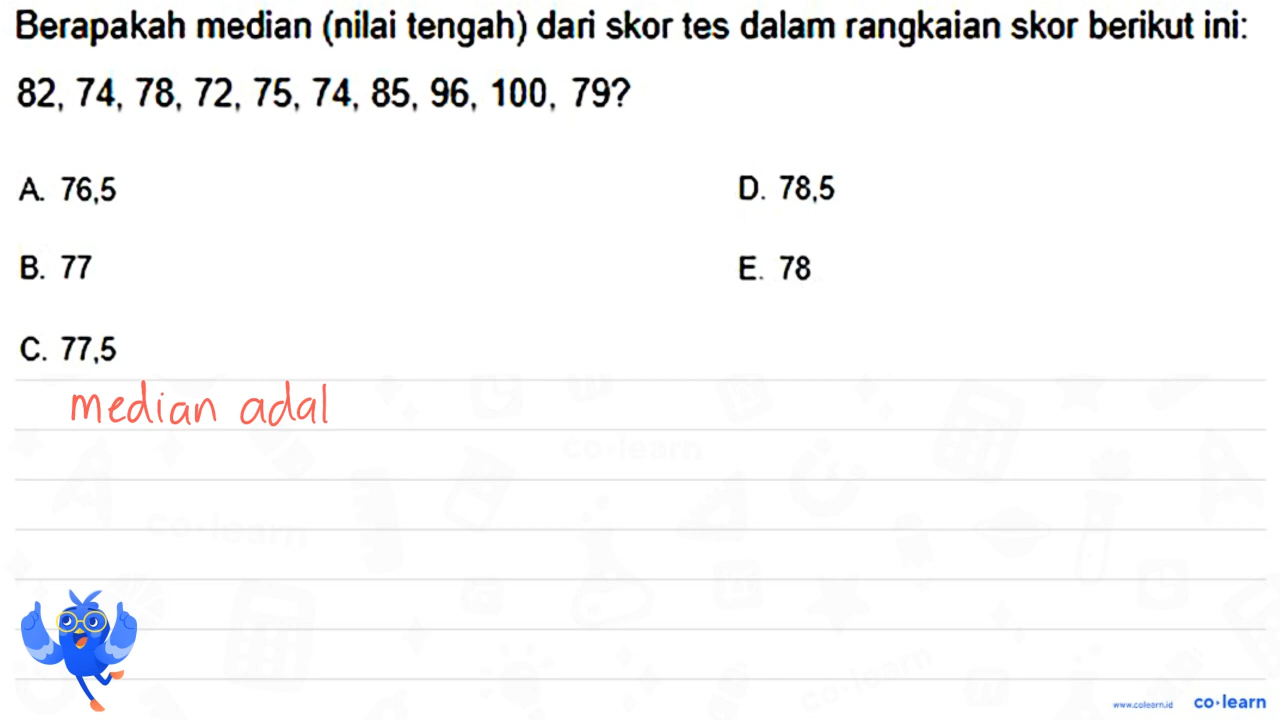 Berapakah median (nilai tengah) dari skor tes dalam rangkaian skor berikut ini:
82, 74, 78, 72, 75, 74, 85, 96, 100, 79?
A. 76,5
B. 77
C. 77,5
D. 78,5
E. 78
median adal
www.colearn.id co·learn